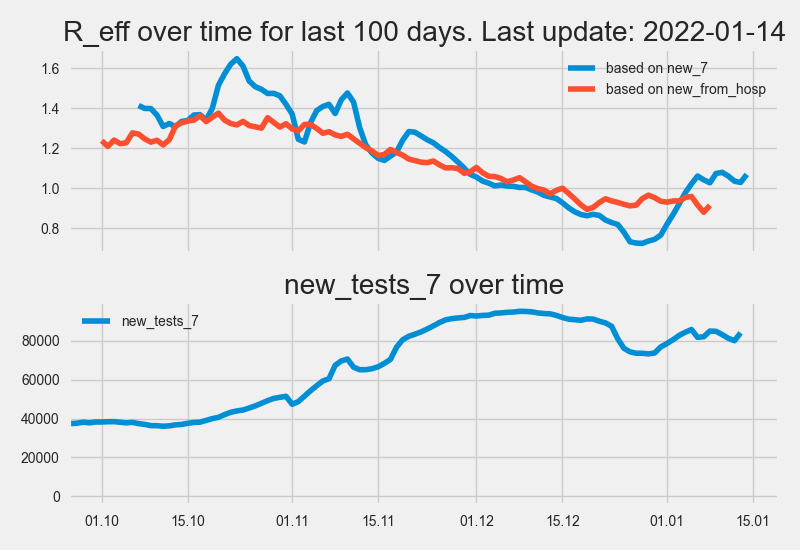 R_eff over time for last 100 days. Last update: 2022-01-14
based on new_7
based on new_from_hosp
1.6
1.4
1.2
1.0
0.8
new_tests_7 over time
new_tests_7
80000
60000
40000
20000
0
01.10 15.10 01.11 15.11 01.12 15.12 01.01 15.01